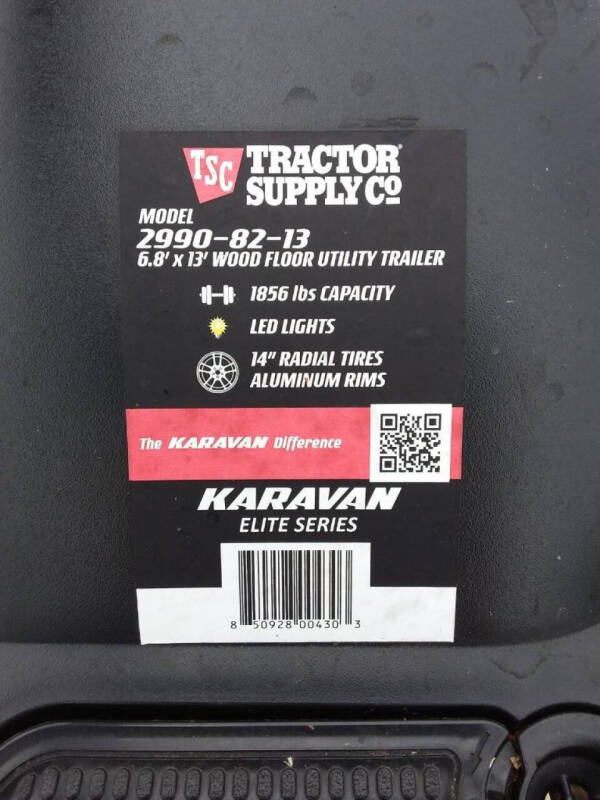 TSC TRACTOR
SUPPLY CO
MODEL
2990-82-13
6.8' x 13' WOOD FLOOR UTILITY TRAILER
1856 lbs CAPACITY
LED LIGHTS
14" RADIAL TIRES
ALUMINUM RIMS
The KARAVAN Difference
KARAVAN
ELITE SERIES
8 50928 00430 3